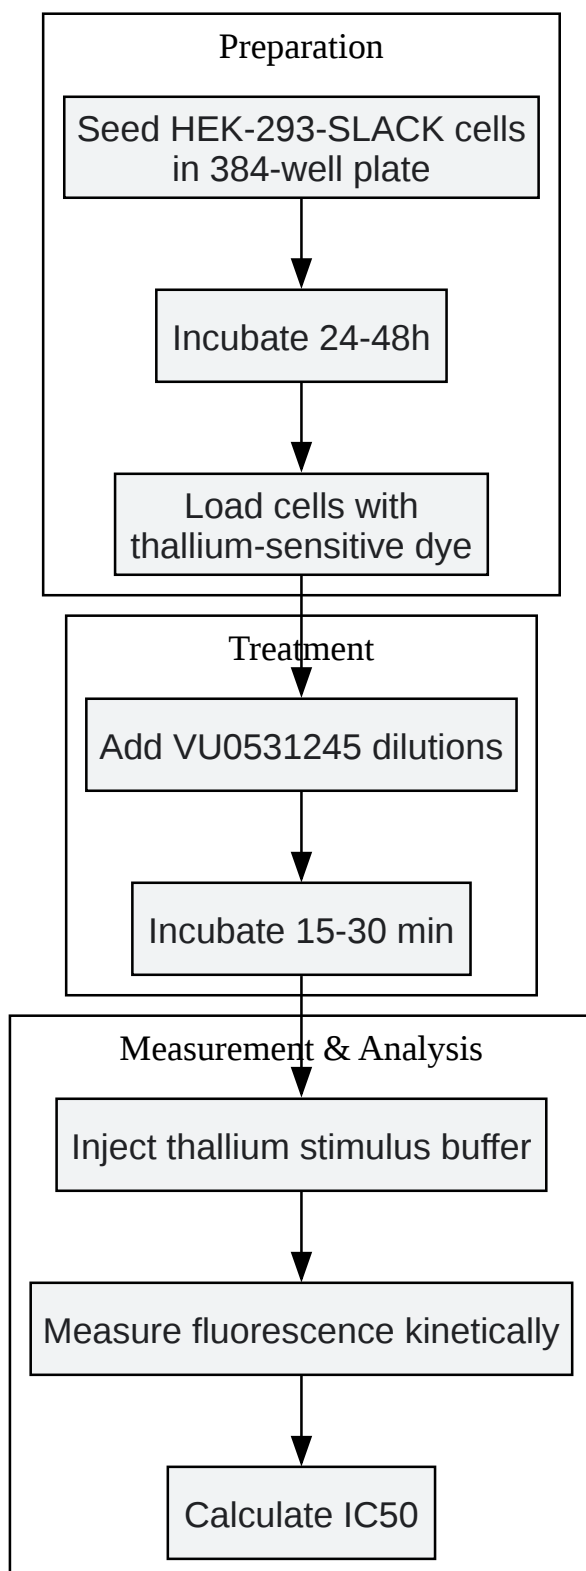 Preparation
Seed HEK-293-SLACK cells
in 384-well plate
Incubate 24-48h
Load cells with
thallium-sensitive dye
Treatment
Add VU0531245 dilutions
Incubate 15-30 min
Measurement & Analysis
Inject thallium stimulus buffer
Measure fluorescence kinetically
Calculate IC50